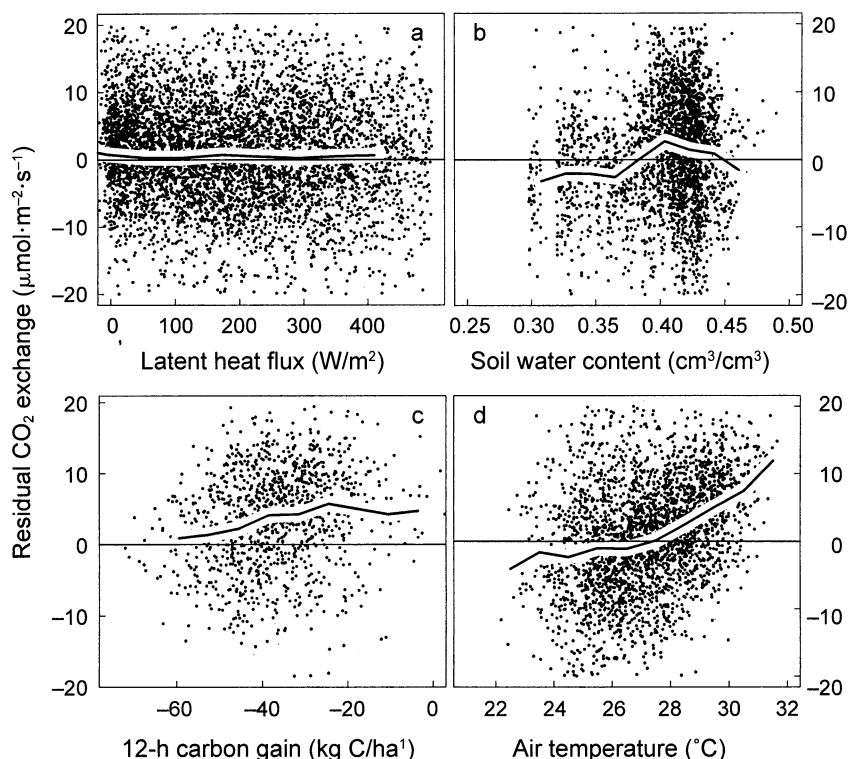 Residual CO₂ exchange (μmol·m⁻²·s⁻¹)
20
10
0
–10
–20
a
0 100 200 300 400
Latent heat flux (W/m²)
b
20
10
0
–10
–20
0.25 0.30 0.35 0.40 0.45 0.50
Soil water content (cm³/cm³)
20
10
0
–10
–20
c
–60 –40 –20 0
12-h carbon gain (kg C/ha¹)
d
20
10
0
–10
–20
22 24 26 28 30 32
Air temperature (˚C)